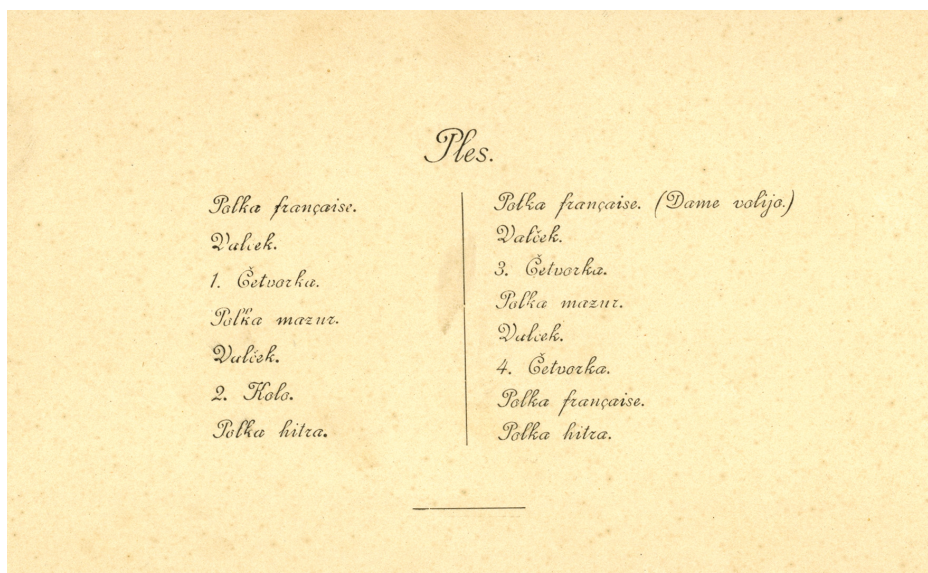 Ples.
Polka française.
Valček.
1. Četvorka.
Polka mazur.
Valček.
2. Kolo.
Polka hitra.
Polka française. (Dame volijo.)
Valček.
3. Četvorka.
Polka mazur.
Valček.
4. Četvorka.
Polka française.
Polka hitra.